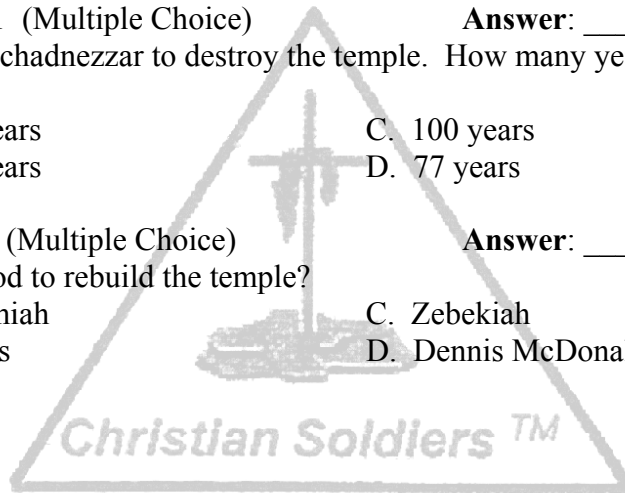 (Multiple Choice) Answer: ___
chadnezzar to destroy the temple. How many ye
ears C. 100 years
ears D. 77 years
(Multiple Choice) Answer: ___
od to rebuild the temple?
niah C. Zebekiah
s D. Dennis McDona
Christian Soldiers TM